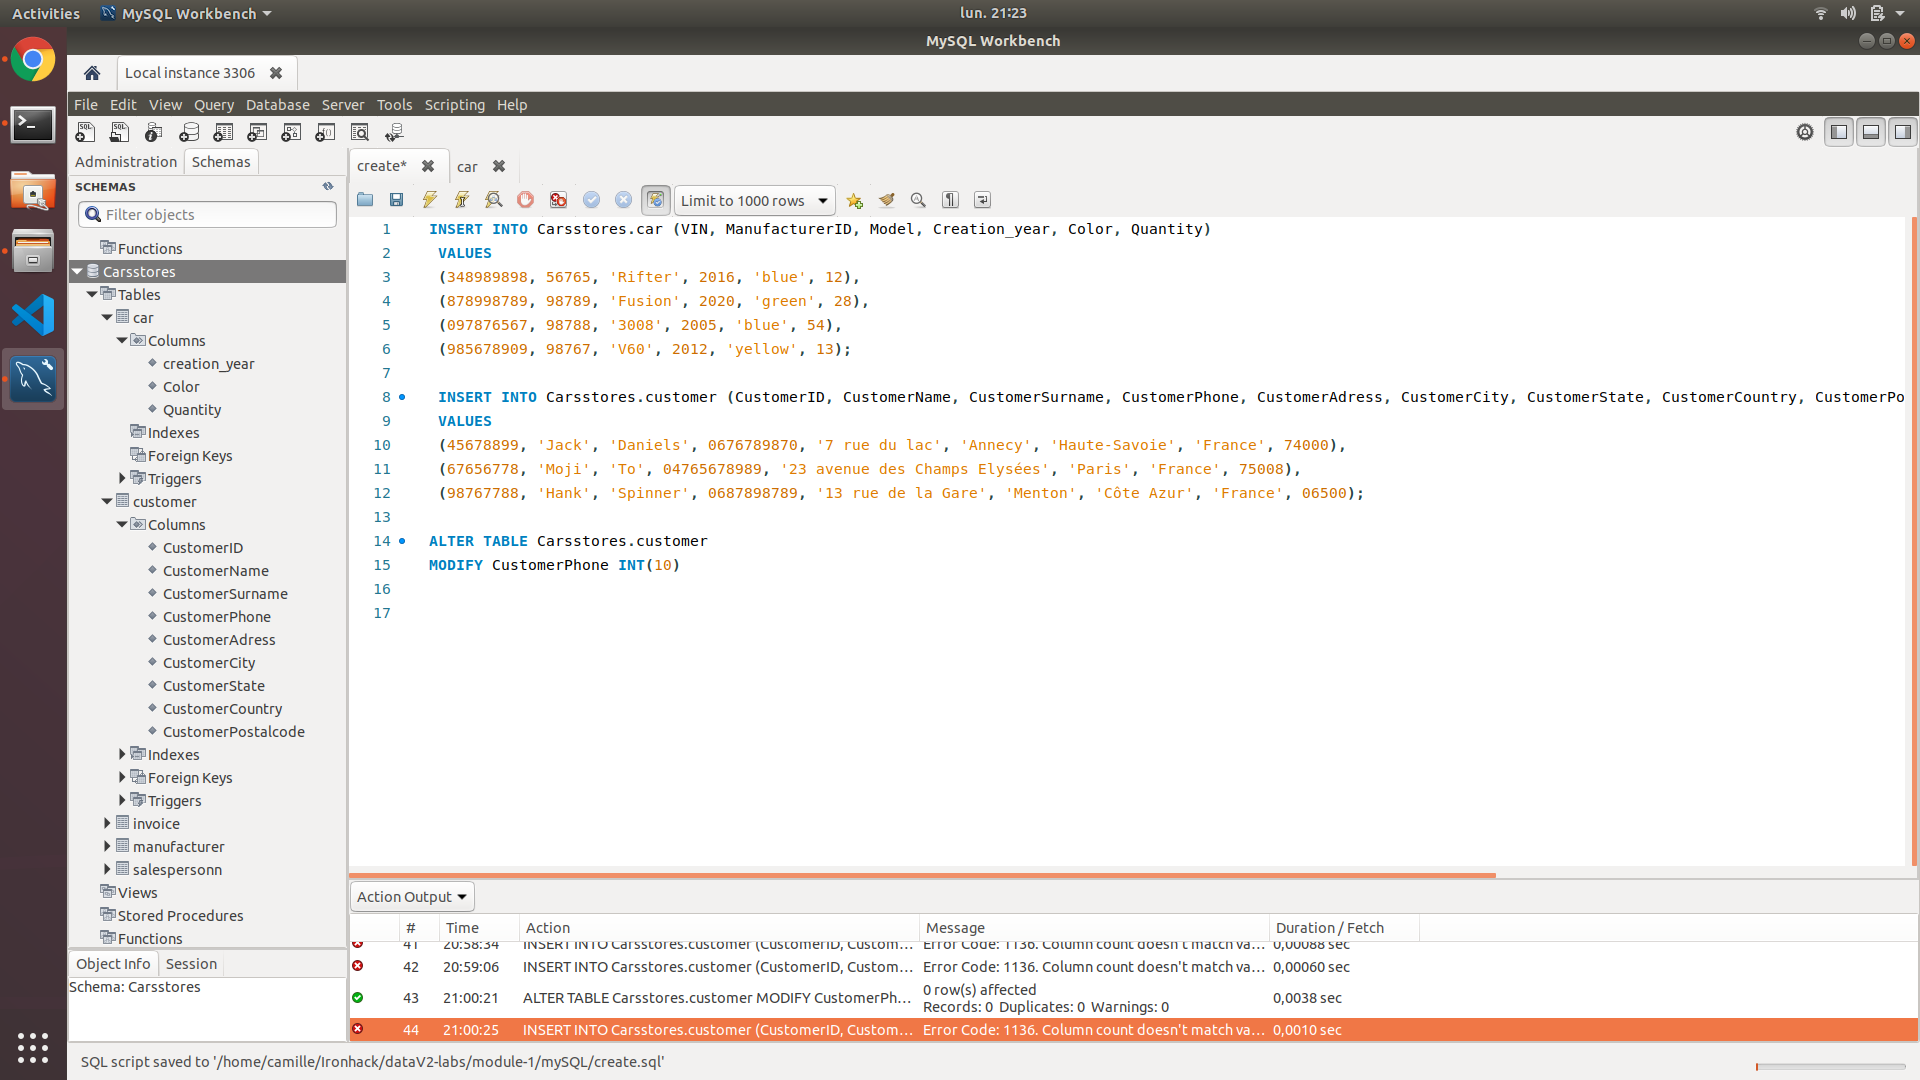 Activities MySQL Workbench lun. 21:23
MySQL Workbench
Local instance 3306
File Edit View Query Database Server Tools Scripting Help
Administration Schemas
SCHEMAS
Filter objects
Functions
Carsstores
Tables
car
Columns
creation_year
Color
Quantity
Indexes
Foreign Keys
Triggers
customer
Columns
CustomerID
CustomerName
CustomerSurname
CustomerPhone
CustomerAdress
CustomerCity
CustomerState
CustomerCountry
CustomerPostalcode
Indexes
Foreign Keys
Triggers
invoice
manufacturer
salespersonn
Views
Stored Procedures
Functions
Object Info Session
Schema: Carsstores
create* car
Limit to 1000 rows
1 INSERT INTO Carsstores.car (VIN, ManufacturerID, Model, Creation_year, Color, Quantity)
2 VALUES
3 (348989898, 56765, 'Rifter', 2016, 'blue', 12),
4 (878998789, 98789, 'Fusion', 2020, 'green', 28),
5 (097876567, 98788, '3008', 2005, 'blue', 54),
6 (985678909, 98767, 'V60', 2012, 'yellow', 13);
7
8 INSERT INTO Carsstores.customer (CustomerID, CustomerName, CustomerSurname, CustomerPhone, CustomerAdress, CustomerCity, CustomerState, CustomerCountry, CustomerPo
9 VALUES
10 (45678899, 'Jack', 'Daniels', 0676789870, '7 rue du lac', 'Annecy', 'Haute-Savoie', 'France', 74000),
11 (67656778, 'Moji', 'To', 04765678989, '23 avenue des Champs Elysées', 'Paris', 'France', 75008),
12 (98767788, 'Hank', 'Spinner', 0687898789, '13 rue de la Gare', 'Menton', 'Côte Azur', 'France', 06500);
13
14 ALTER TABLE Carsstores.customer
15 MODIFY CustomerPhone INT(10)
16
17
Action Output
# Time Action Message Duration / Fetch
41 20:58:34 INSERT INTO Carsstores.customer (CustomerID, Custom… Error Code: 1136. Column count doesn't match va… 0,00088 sec
42 20:59:06 INSERT INTO Carsstores.customer (CustomerID, Custom… Error Code: 1136. Column count doesn't match va… 0,00060 sec
43 21:00:21 ALTER TABLE Carsstores.customer MODIFY CustomerPh… 0 row(s) affected
Records: 0 Duplicates: 0 Warnings: 0 0,0038 sec
44 21:00:25 INSERT INTO Carsstores.customer (CustomerID, Custom… Error Code: 1136. Column count doesn't match va… 0,0010 sec
SQL script saved to '/home/camille/Ironhack/dataV2-labs/module-1/mySQL/create.sql'